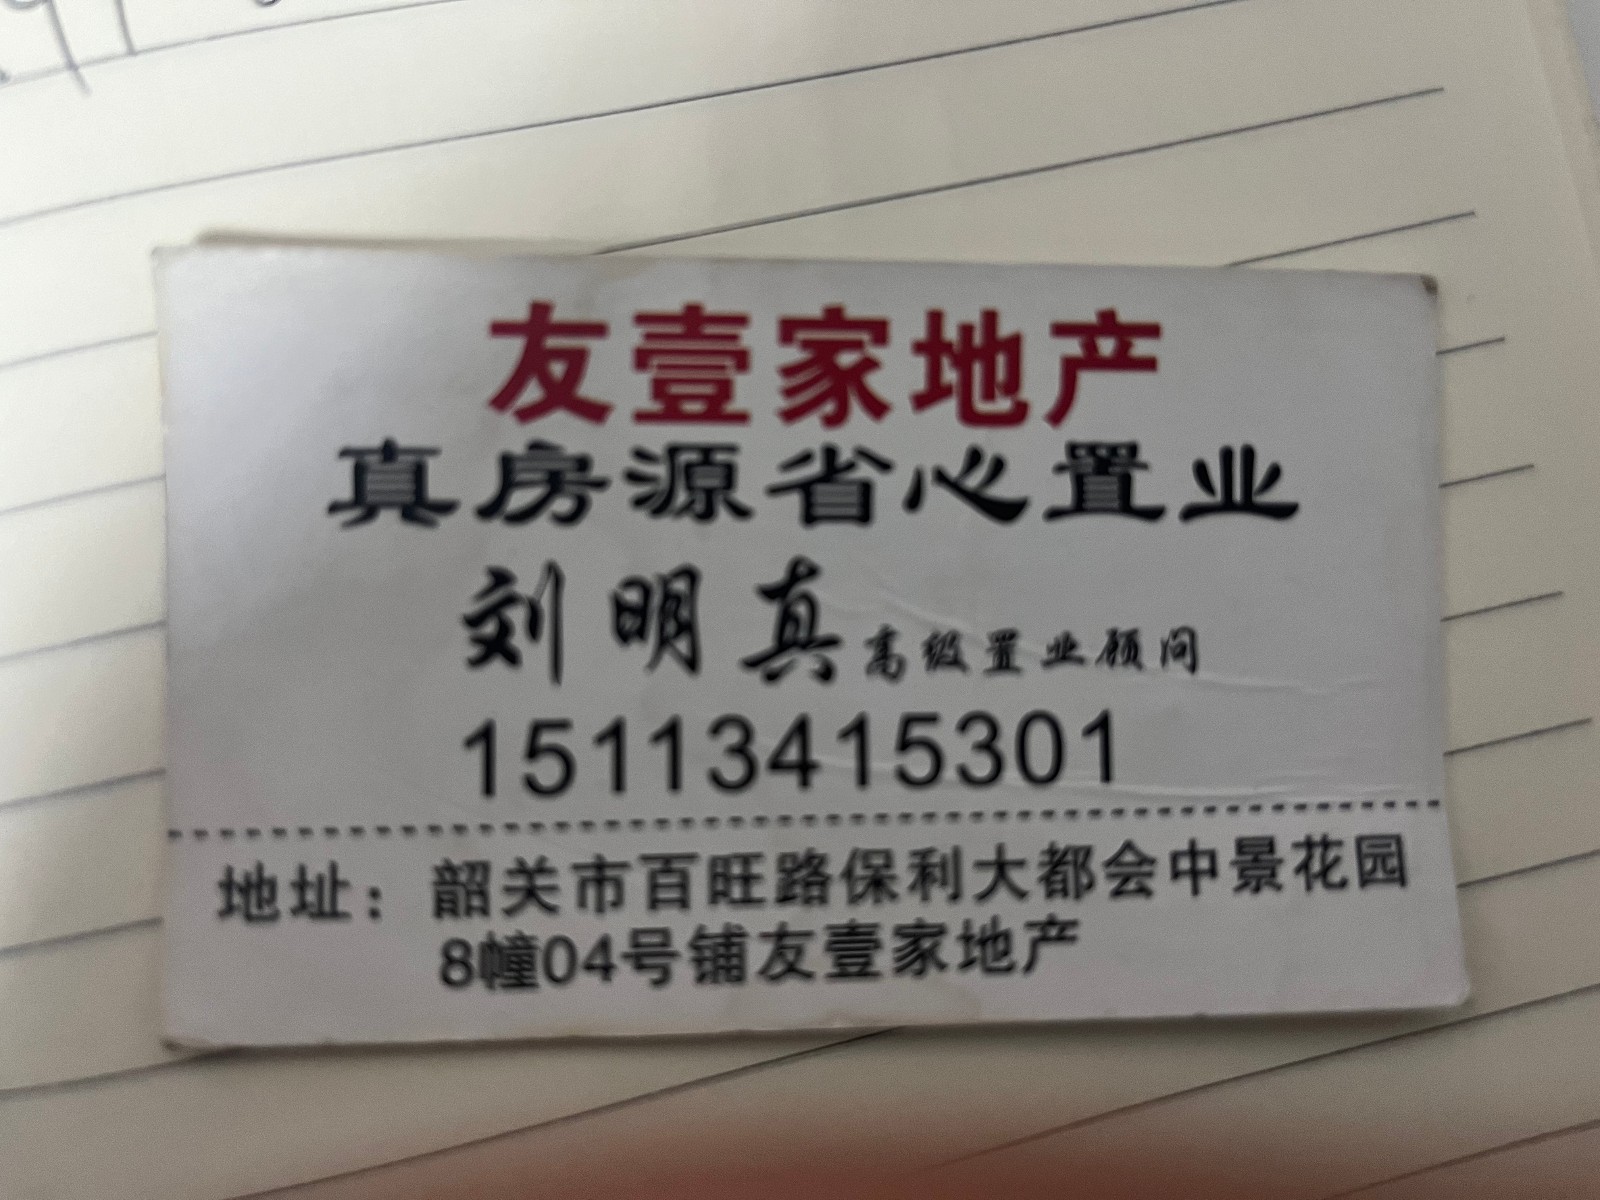 友壹家地产
真房源省心置业
刘明真 高级置业顾问
15113415301
地址：韶关市百旺路保利大都会中景花园
8幢04号铺友壹家地产